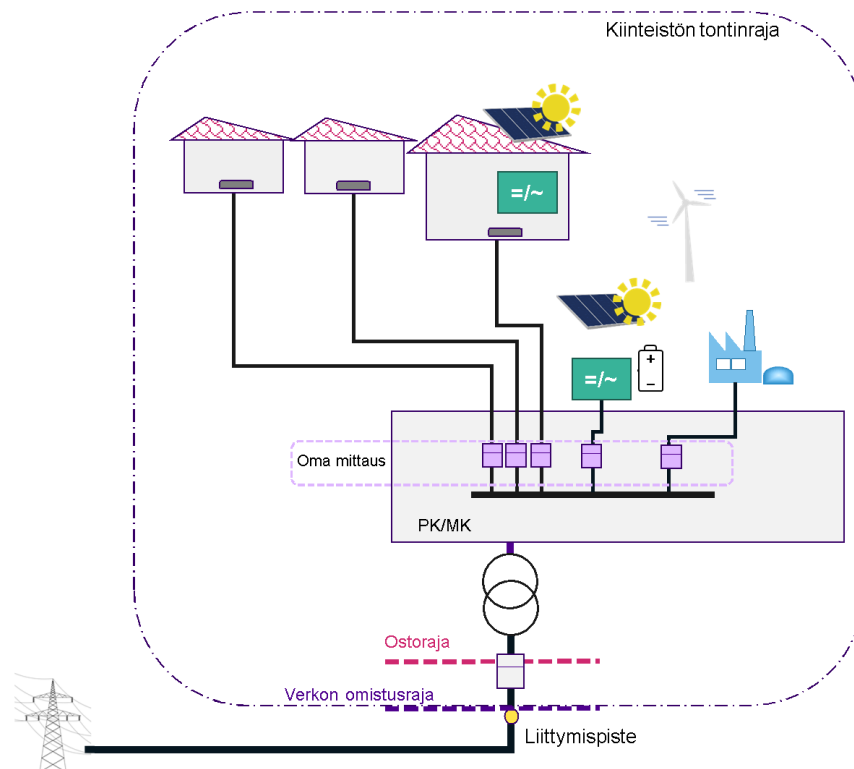 Kiinteistön tontinraja
=/~
=/~
+
−
Oma mittaus
PK/MK
Ostoraja
Verkon omistusraja
Liittymispiste